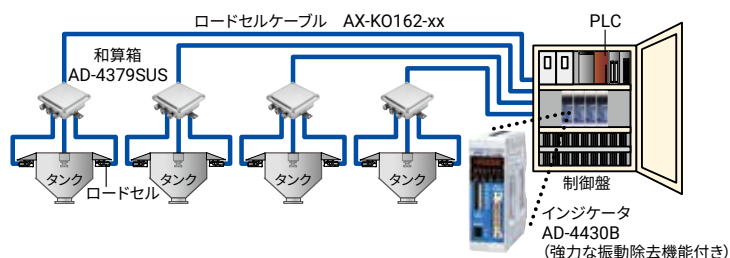 ロードセルケーブル AX-KO162-xx
PLC
和算箱
AD-4379SUS
タンク
タンク
タンク
タンク
ロードセル
制御盤
インジケータ
AD-4430B
(強力な振動除去機能付き)